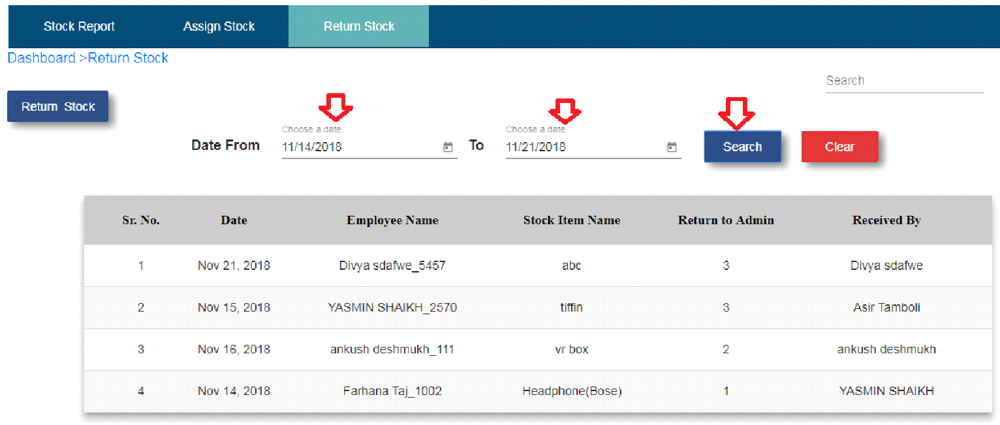 Stock Report Assign Stock Return Stock
Dashboard >Return Stock
Search
Return Stock
Choose a date Choose a date
Date From 11/14/2018 To 11/21/2018 Search Clear
Sr. No. Date Employee Name Stock Item Name Return to Admin Received By
1 Nov 21, 2018 Divya sdafwe_5457 abc 3 Divya sdafwe
2 Nov 15, 2018 YASMIN SHAIKH_2570 tiffin 3 Asir Tamboli
3 Nov 16, 2018 ankush deshmukh_111 vr box 2 ankush deshmukh
4 Nov 14, 2018 Farhana Taj_1002 Headphone(Bose) 1 YASMIN SHAIKH